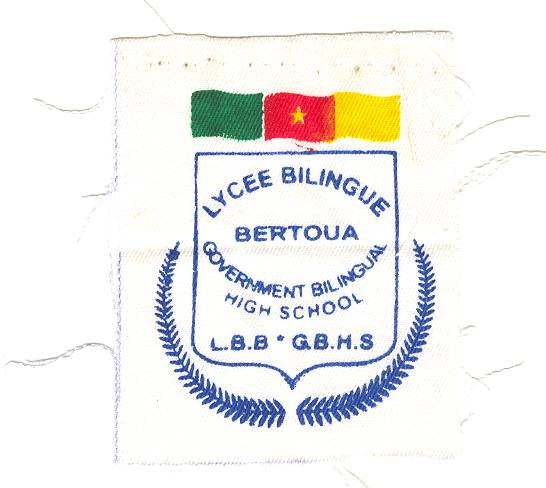 LYCEE BILINGUE
BERTOUA
GOVERNMENT BILINGUAL
HIGH SCHOOL
L.B.B * G.B.H.S